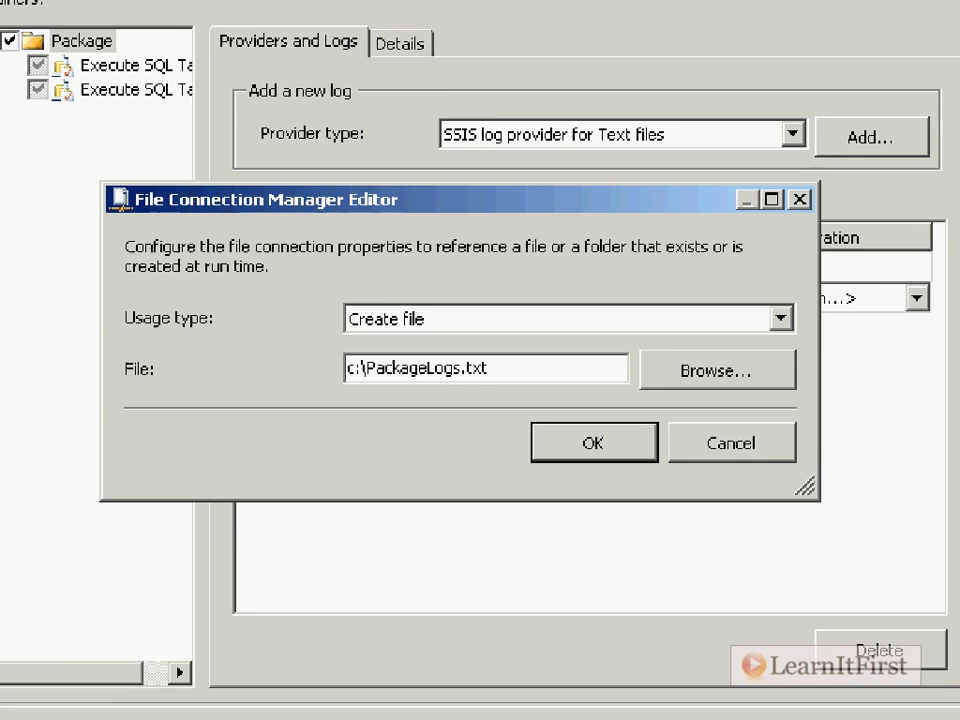 Package
Execute SQL Ta
Execute SQL Ta
Providers and Logs
Details
Add a new log
Provider type:
SSIS log provider for Text files
Add...
File Connection Manager Editor
ration
Configure the file connection properties to reference a file or a folder that exists or is
created at run time.
n...>
Usage type:
Create file
File:
c:\PackageLogs.txt
Browse...
OK
Cancel
Delete
LearnItFirst